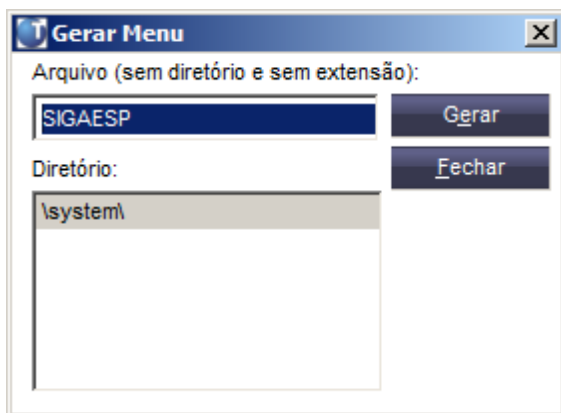 Gerar Menu
Arquivo (sem diretório e sem extensão):
SIGAESP
Gerar
Diretório:
Fechar
\system\